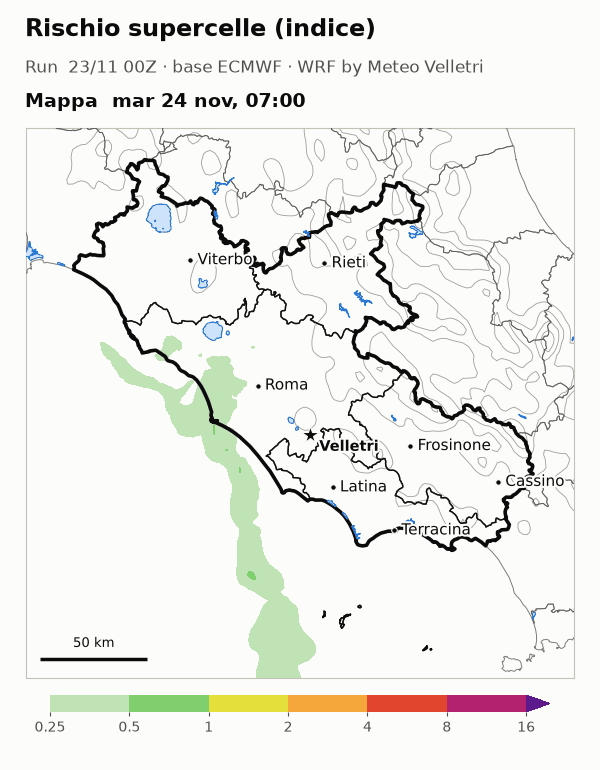 Rischio supercelle (indice)
Run  23/11 00Z · base ECMWF · WRF by Meteo Velletri
Mappa  mar 24 nov, 07:00
Viterbo
Rieti
Roma
Velletri
Frosinone
Cassino
Latina
Terracina
50 km
0.25 0.5 1 2 4 8 16